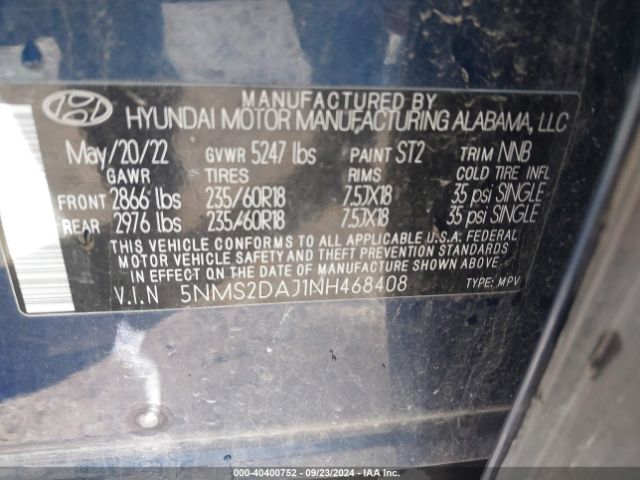 MANUFACTURED BY
HYUNDAI MOTOR MANUFACTURING ALABAMA, LLC
May/20/22 GVWR 5247 lbs PAINT ST2 TRIM NNB
GAWR TIRES RIMS COLD TIRE INFL
FRONT 2866 lbs 235/60R18 7.5JX18 35 psi SINGLE
REAR 2976 lbs 235/60R18 7.5JX18 35 psi SINGLE
THIS VEHICLE CONFORMS TO ALL APPLICABLE U.S.A. FEDERAL
MOTOR VEHICLE SAFETY AND THEFT PREVENTION STANDARDS
IN EFFECT ON THE DATE OF MANUFACTURE SHOWN ABOVE.
V.I.N 5NMS2DAJ1NH468408 TYPE: MPV
000-40400752 - 09/23/2024 - IAA Inc.